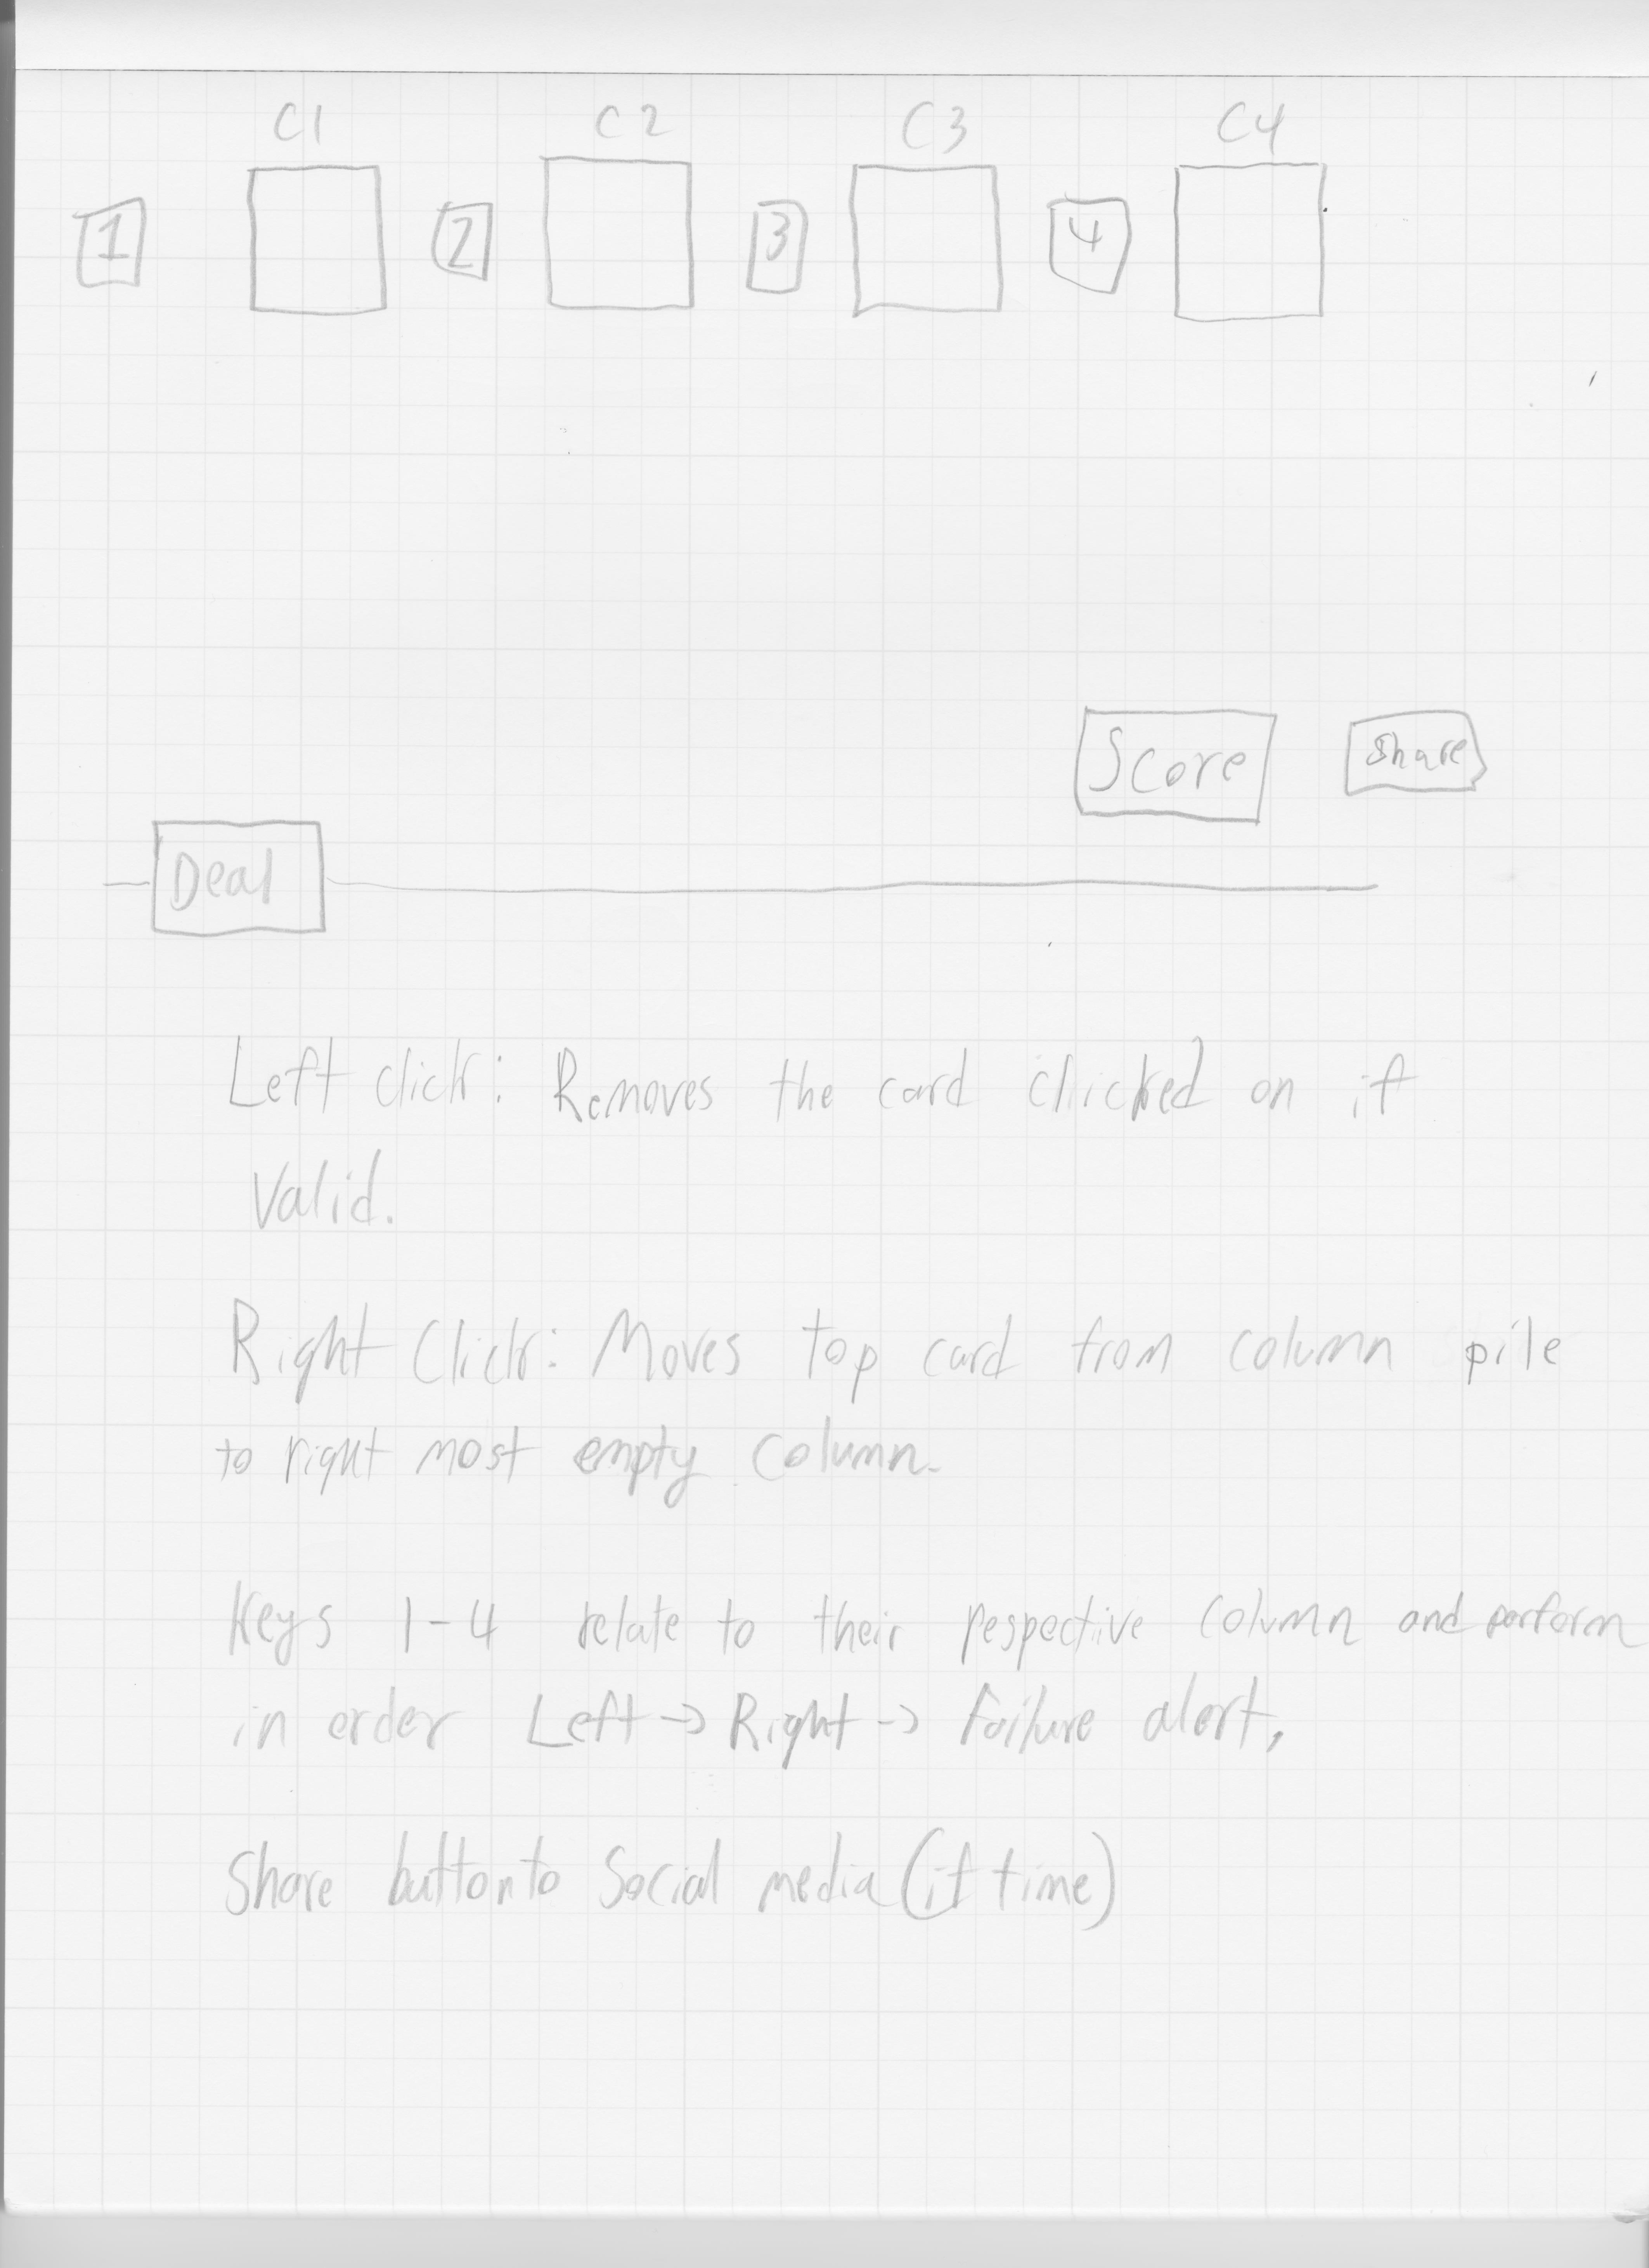 C1 C2 C3 C4
1 2 3 4
Score Share
Deal
Left click: Removes the card clicked on if
Valid.
Right Click: Moves top card from column pile
to right most empty column.
Keys 1-4 relate to their respective column and perform
in order Left → Right → Failure alert.
Share button to Social media (if time)